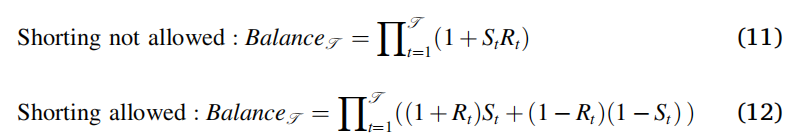 Shorting not allowed : Balance_𝒯 = ∏_{t=1}^{𝒯} (1 + S_t R_t) (11)
Shorting allowed : Balance_𝒯 = ∏_{t=1}^{𝒯} ((1 + R_t)S_t + (1 − R_t)(1 − S_t) ) (12)